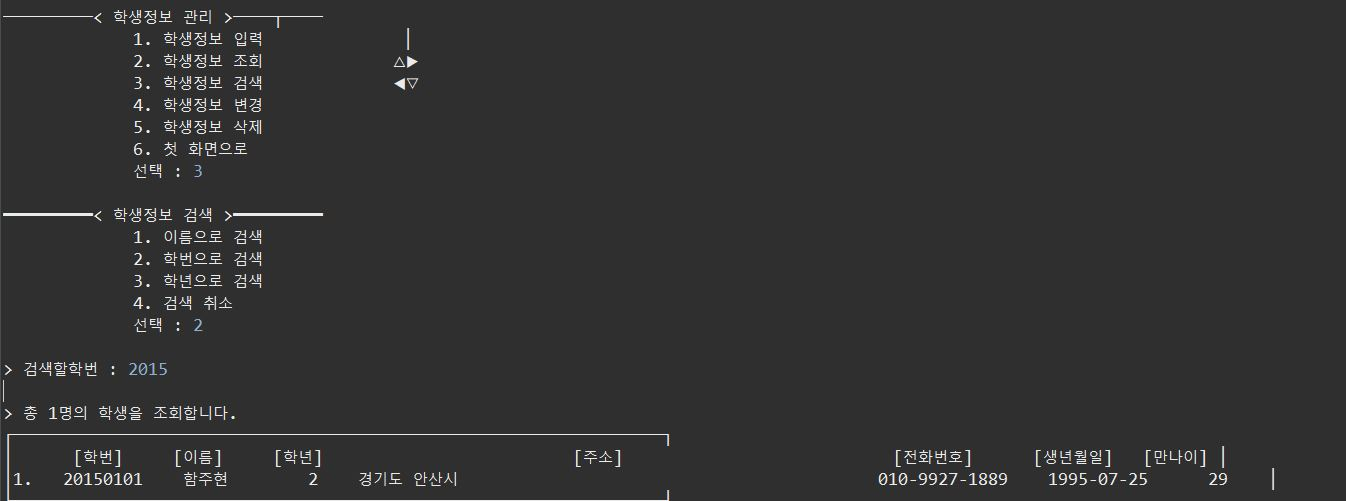 < 학생정보 관리 >
1. 학생정보 입력
2. 학생정보 조회
3. 학생정보 검색
4. 학생정보 변경
5. 학생정보 삭제
6. 첫 화면으로
선택 : 3
< 학생정보 검색 >
1. 이름으로 검색
2. 학번으로 검색
3. 학년으로 검색
4. 검색 취소
선택 : 2
> 검색할학번 : 2015
> 총 1명의 학생을 조회합니다.
[학번] [이름] [학년] [주소] [전화번호] [생년월일] [만나이]
1. 20150101 함주현 2 경기도 안산시 010-9927-1889 1995-07-25 29